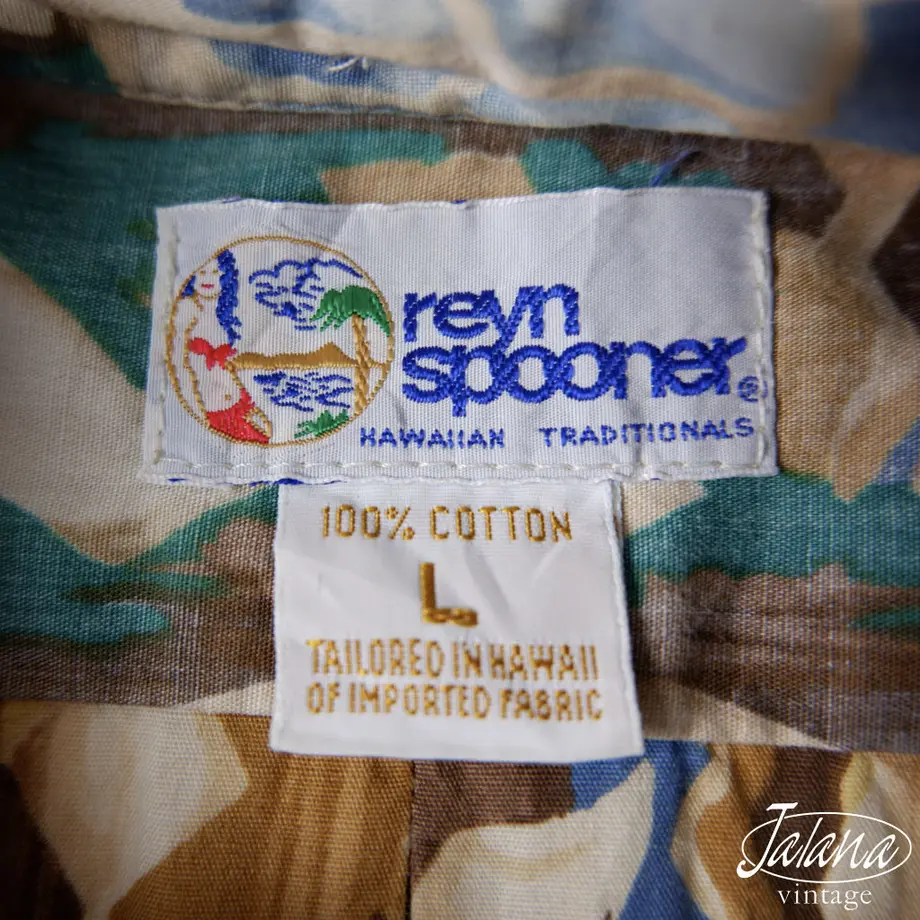 reyn
spooner®
HAWAIIAN TRADITIONALS
100% COTTON
L
TAILORED IN HAWAII
OF IMPORTED FABRIC
Jalana
vintage